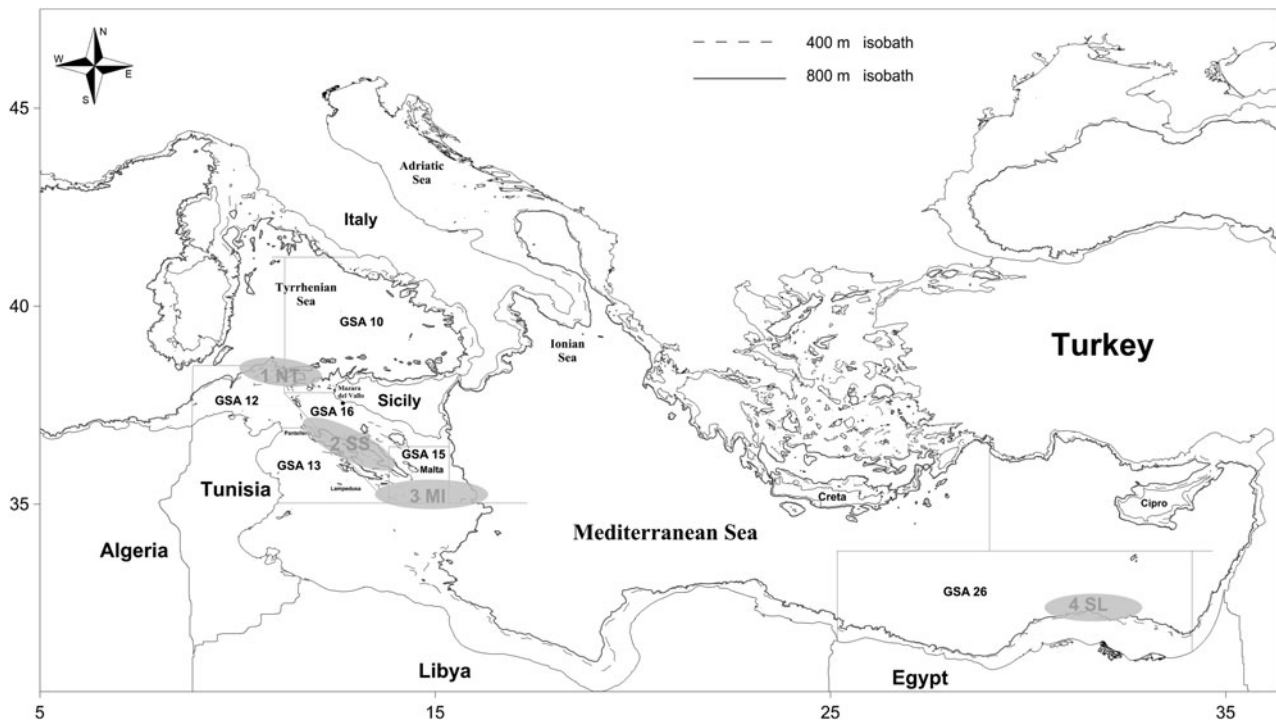 N
W
E
S
400 m isobath
800 m isobath
45
40
35
Adriatic
Sea
Italy
Tyrrhenian
Sea
GSA 10
Ionian
Sea
Turkey
1 NT
GSA 12
Mazara
del Vallo
GSA 16
Sicily
2 SS
GSA 15
Malta
GSA 13
Lampedusa
Tunisia
3 MI
Creta
Cipro
Mediterranean Sea
Algeria
GSA 26
4 SL
Libya
Egypt
5
15
25
35